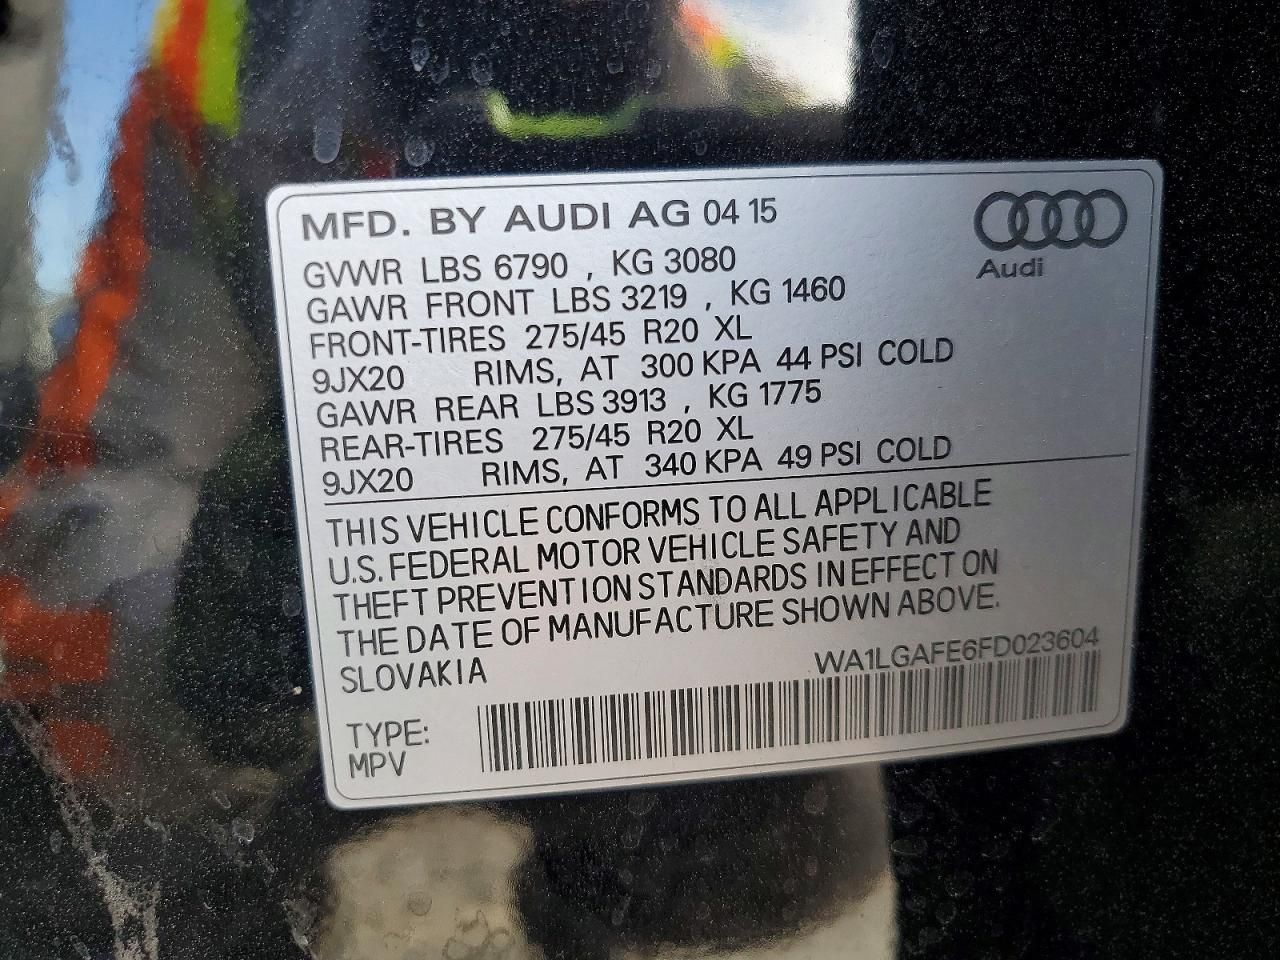 MFD. BY AUDI AG 04 15
Audi
GVWR LBS 6790 , KG 3080
GAWR FRONT LBS 3219 , KG 1460
FRONT-TIRES 275/45 R20 XL
9JX20 RIMS, AT 300 KPA 44 PSI COLD
GAWR REAR LBS 3913 , KG 1775
REAR-TIRES 275/45 R20 XL
9JX20 RIMS, AT 340 KPA 49 PSI COLD
THIS VEHICLE CONFORMS TO ALL APPLICABLE
U.S. FEDERAL MOTOR VEHICLE SAFETY AND
THEFT PREVENTION STANDARDS IN EFFECT ON
THE DATE OF MANUFACTURE SHOWN ABOVE.
SLOVAKIA WA1LGAFE6FD023604
TYPE:
MPV